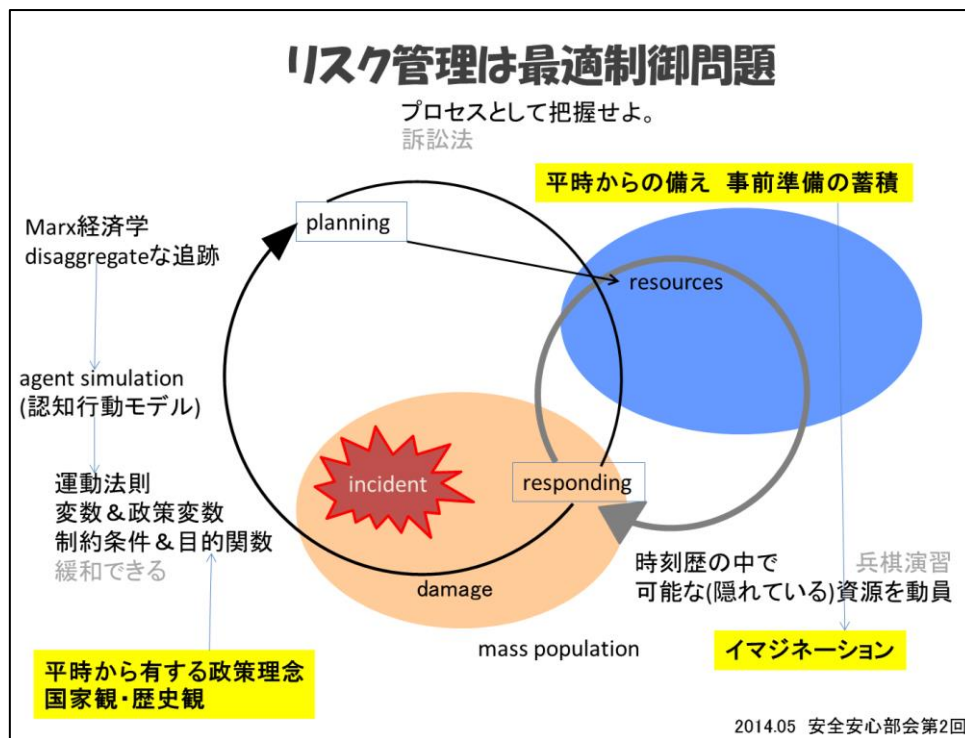 リスク管理は最適制御問題
プロセスとして把握せよ。
訴訟法
平時からの備え 事前準備の蓄積
planning
Marx経済学
disaggregateな追跡
resources
agent simulation
(認知行動モデル)
運動法則
変数&政策変数
制約条件&目的関数
緩和できる
incident
responding
damage
時刻歴の中で
兵棋演習
可能な(隠れている)資源を動員
mass population
イマジネーション
平時から有する政策理念
国家観・歴史観
2014.05 安全安心部会第2回